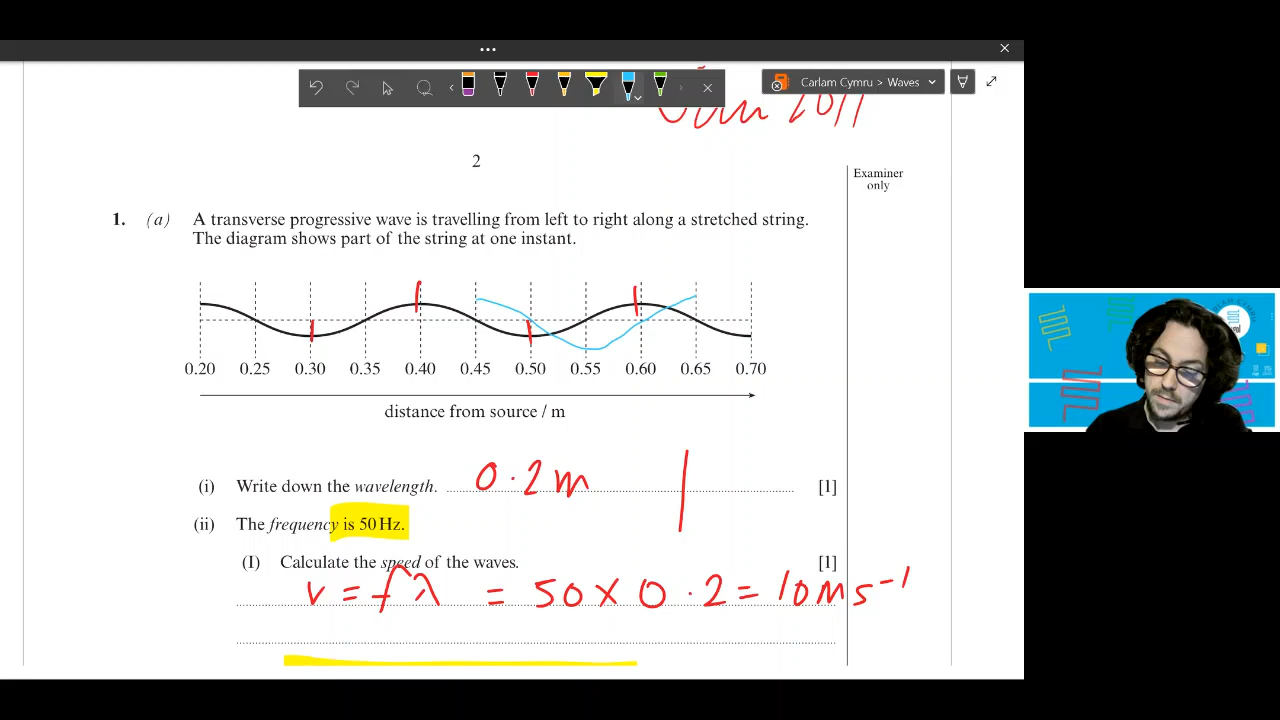 Carlam Cymru > Waves
2011
2
Examiner
only
1. (a) A transverse progressive wave is travelling from left to right along a stretched string.
The diagram shows part of the string at one instant.
0.20 0.25 0.30 0.35 0.40 0.45 0.50 0.55 0.60 0.65 0.70
distance from source / m
(i) Write down the wavelength. 0.2m [1]
(ii) The frequency is 50 Hz.
(I) Calculate the speed of the waves. [1]
v = fλ = 50 × 0.2 = 10ms⁻¹